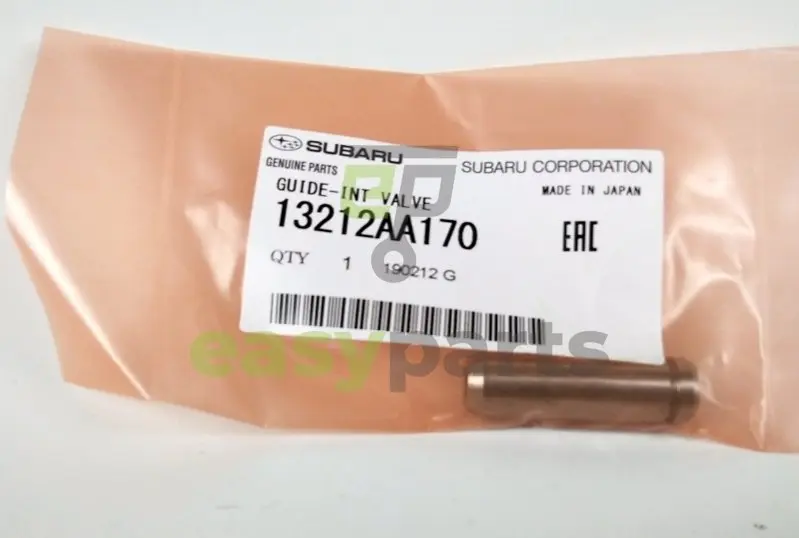 SUBARU
GENUINE PARTS
SUBARU CORPORATION
GUIDE-INT VALVE
MADE IN JAPAN
13212AA170
EAC
QTY 1 190212 G
easyparts